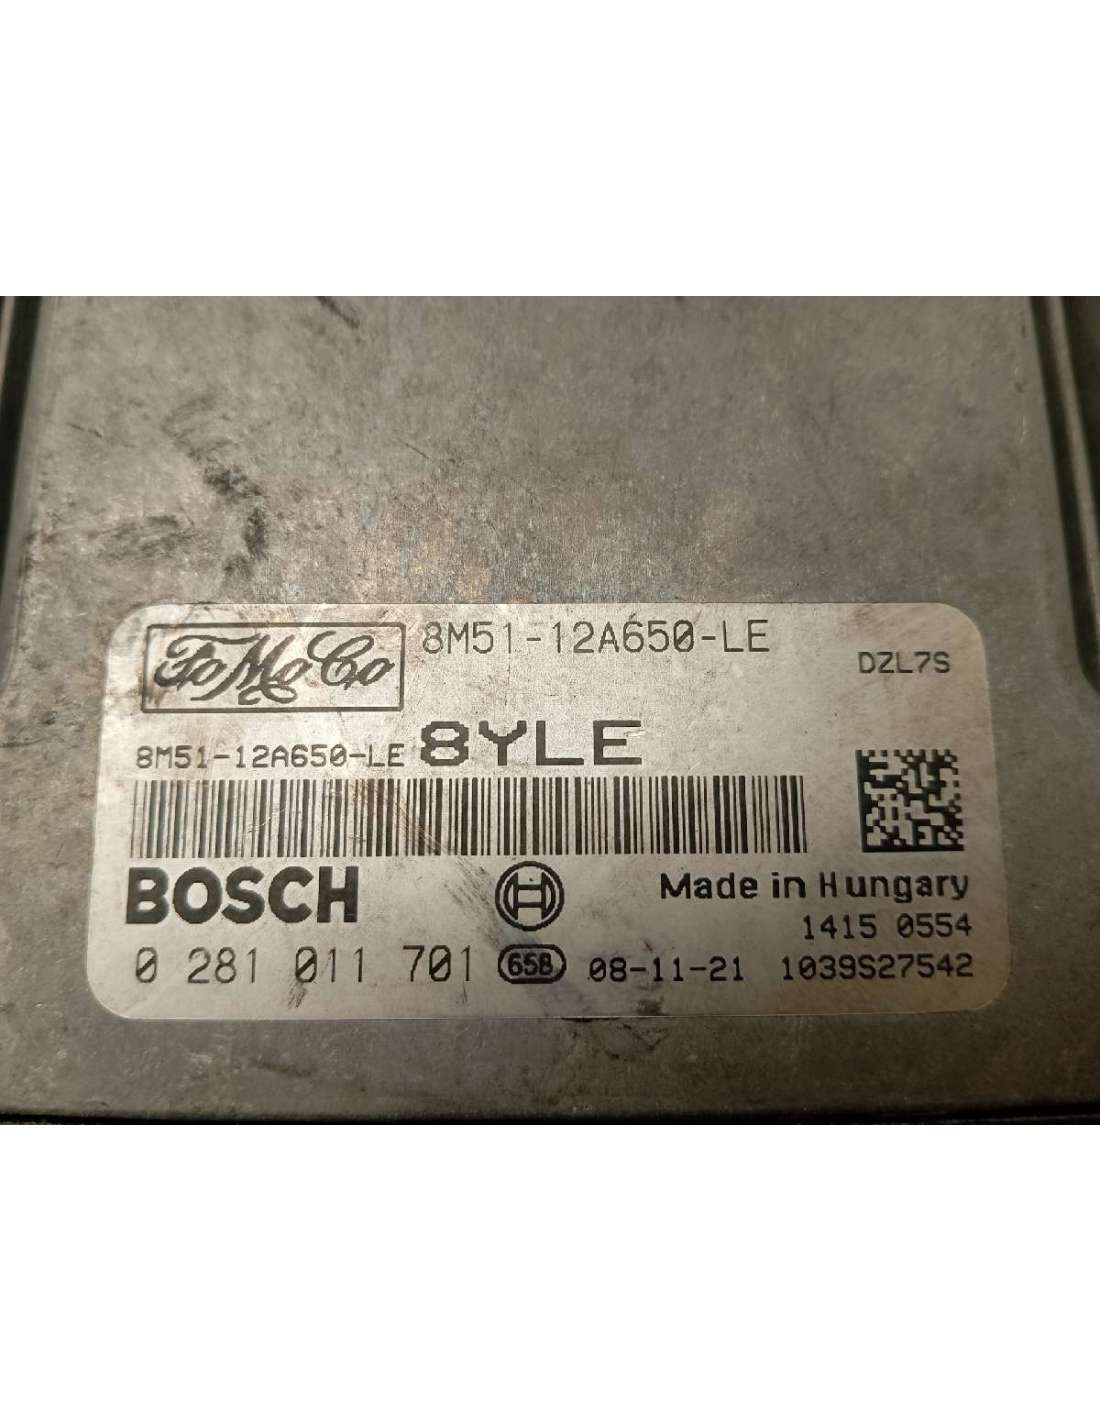 FoMoCo
8M51-12A650-LE
DZL7S
8M51-12A650-LE 8YLE
BOSCH
Made in Hungary
1415 0554
0 281 011 701 658 08-11-21 1039S27542